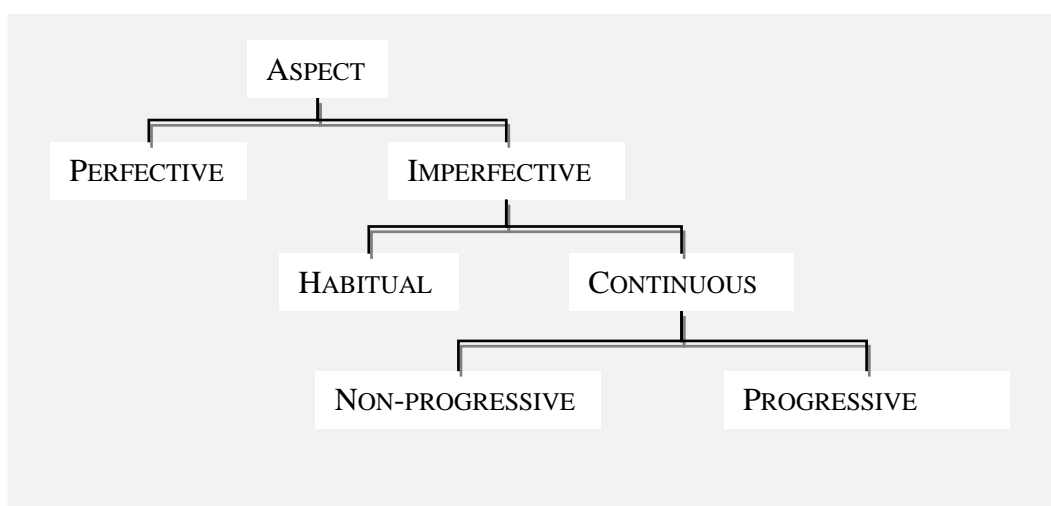 ASPECT
PERFECTIVE IMPERFECTIVE
HABITUAL CONTINUOUS
NON-PROGRESSIVE PROGRESSIVE